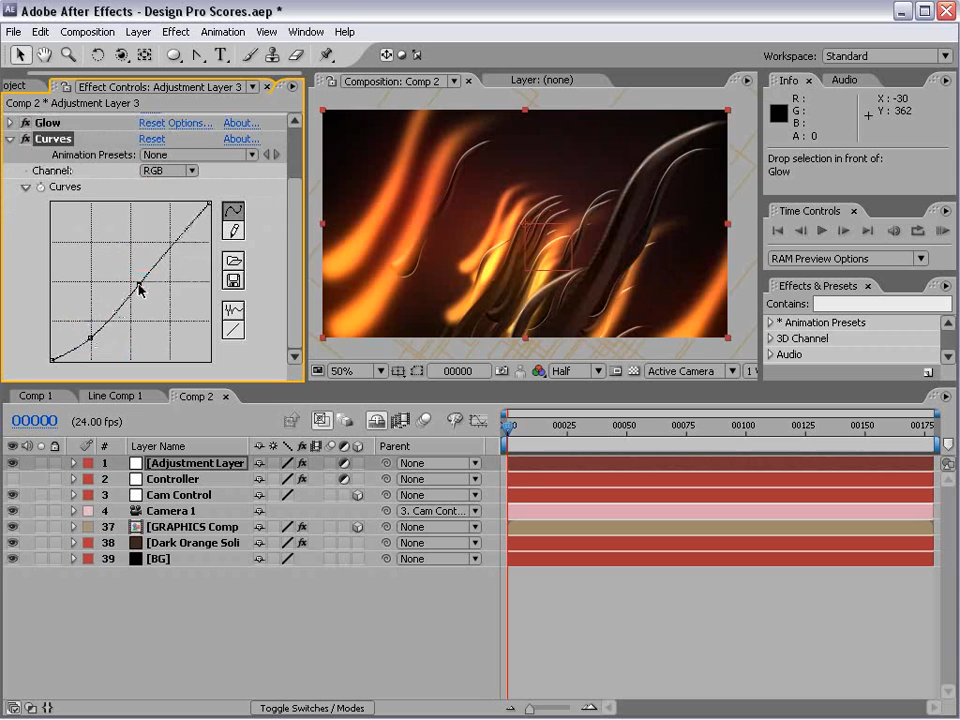 Adobe After Effects - Design Pro Scores.aep *
File Edit Composition Layer Effect Animation View Window Help
Workspace: Standard
oject Effect Controls: Adjustment Layer 3
Comp 2 * Adjustment Layer 3
Glow Reset Options... About...
Curves Reset About...
Animation Presets: None
Channel: RGB
Curves
Composition: Comp 2 Layer: (none)
50% 00000 Half Active Camera 1
Info Audio
R : X : -30
G : Y : 362
B :
A : 0
Drop selection in front of:
Glow
Time Controls
RAM Preview Options
Effects & Presets
Contains:
* Animation Presets
3D Channel
Audio
Comp 1 Line Comp 1 Comp 2
00000 (24.00 fps)
0 00025 00050 00075 00100 00125 00150 00175
# Layer Name Parent
1 [Adjustment Layer None
2 Controller None
3 Cam Control None
4 Camera 1 3. Cam Cont...
37 [GRAPHICS Comp None
38 [Dark Orange Soli None
39 [BG] None
Toggle Switches / Modes